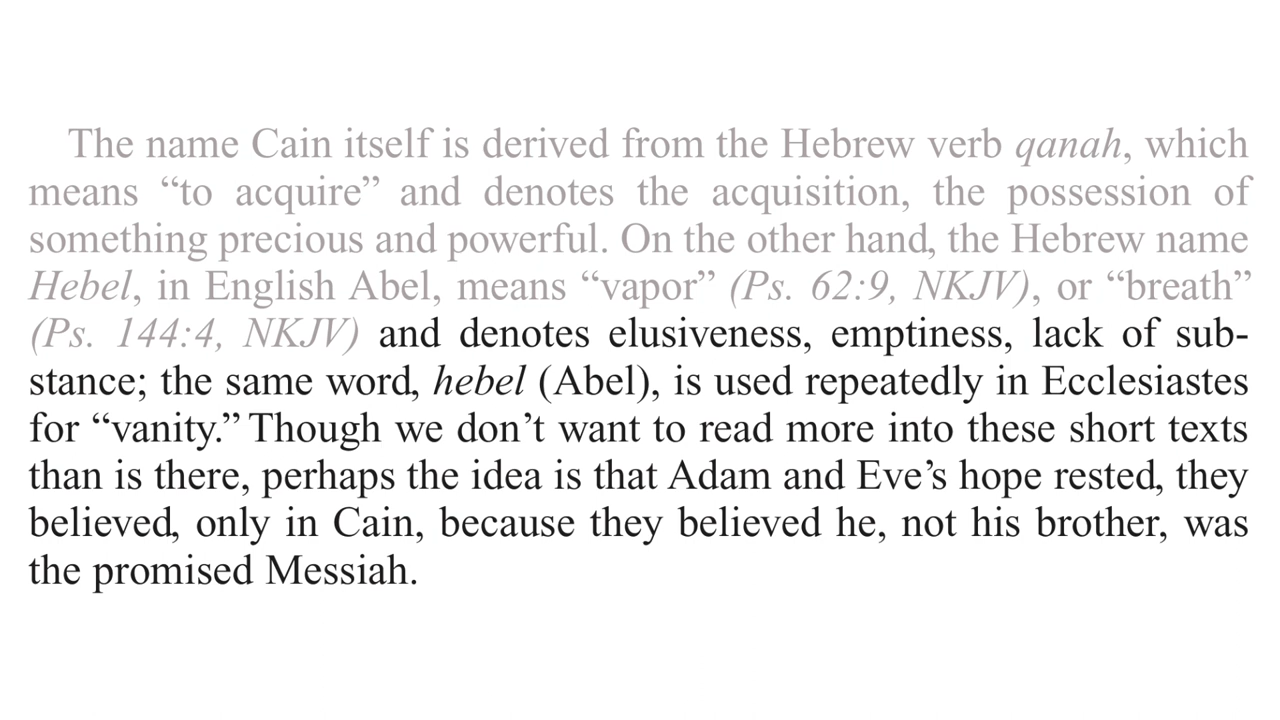 The name Cain itself is derived from the Hebrew verb qanah, which
means “to acquire” and denotes the acquisition, the possession of
something precious and powerful. On the other hand, the Hebrew name
Hebel, in English Abel, means “vapor” (Ps. 62:9, NKJV), or “breath”
(Ps. 144:4, NKJV) and denotes elusiveness, emptiness, lack of sub-
stance; the same word, hebel (Abel), is used repeatedly in Ecclesiastes
for “vanity.” Though we don’t want to read more into these short texts
than is there, perhaps the idea is that Adam and Eve’s hope rested, they
believed, only in Cain, because they believed he, not his brother, was
the promised Messiah.